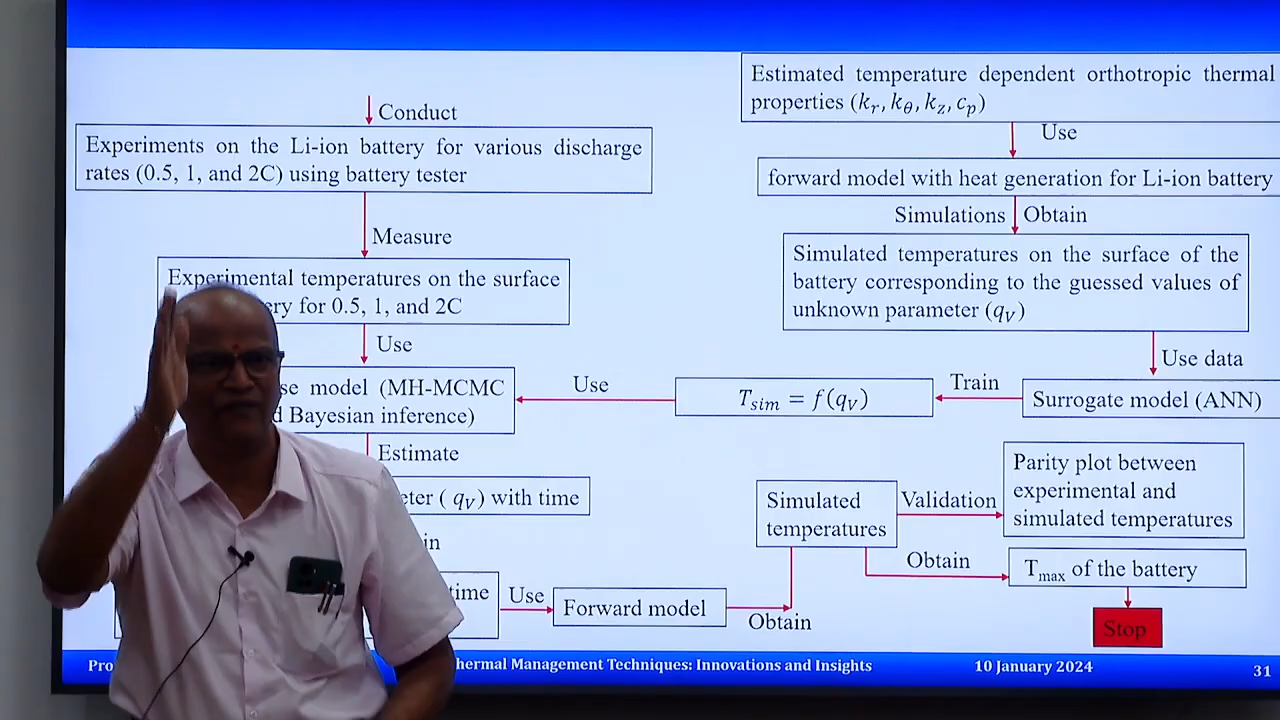 Conduct
Experiments on the Li-ion battery for various discharge
rates (0.5, 1, and 2C) using battery tester
Measure
Experimental temperatures on the surface
ery for 0.5, 1, and 2C
Use
se model (MH-MCMC
d Bayesian inference)
Estimate
eter ( q_V) with time
in
time
Use
Forward model
Obtain
Estimated temperature dependent orthotropic thermal
properties (k_r, k_θ, k_z, c_p)
Use
forward model with heat generation for Li-ion battery
Simulations
Obtain
Simulated temperatures on the surface of the
battery corresponding to the guessed values of
unknown parameter (q_V)
Use data
Surrogate model (ANN)
Train
T_sim = f(q_V)
Use
Simulated
temperatures
Validation
Parity plot between
experimental and
simulated temperatures
Obtain
T_max of the battery
Stop
Pro
hermal Management Techniques: Innovations and Insights
10 January 2024
31